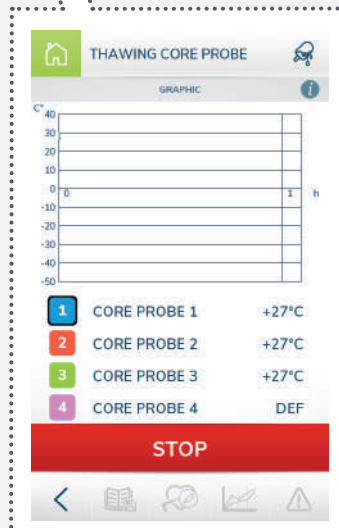 THAWING CORE PROBE
GRAPHIC
i
C°
40
30
20
10
0
-10
-20
-30
-40
-50
0
1
h
1 CORE PROBE 1 +27°C
2 CORE PROBE 2 +27°C
3 CORE PROBE 3 +27°C
4 CORE PROBE 4 DEF
STOP